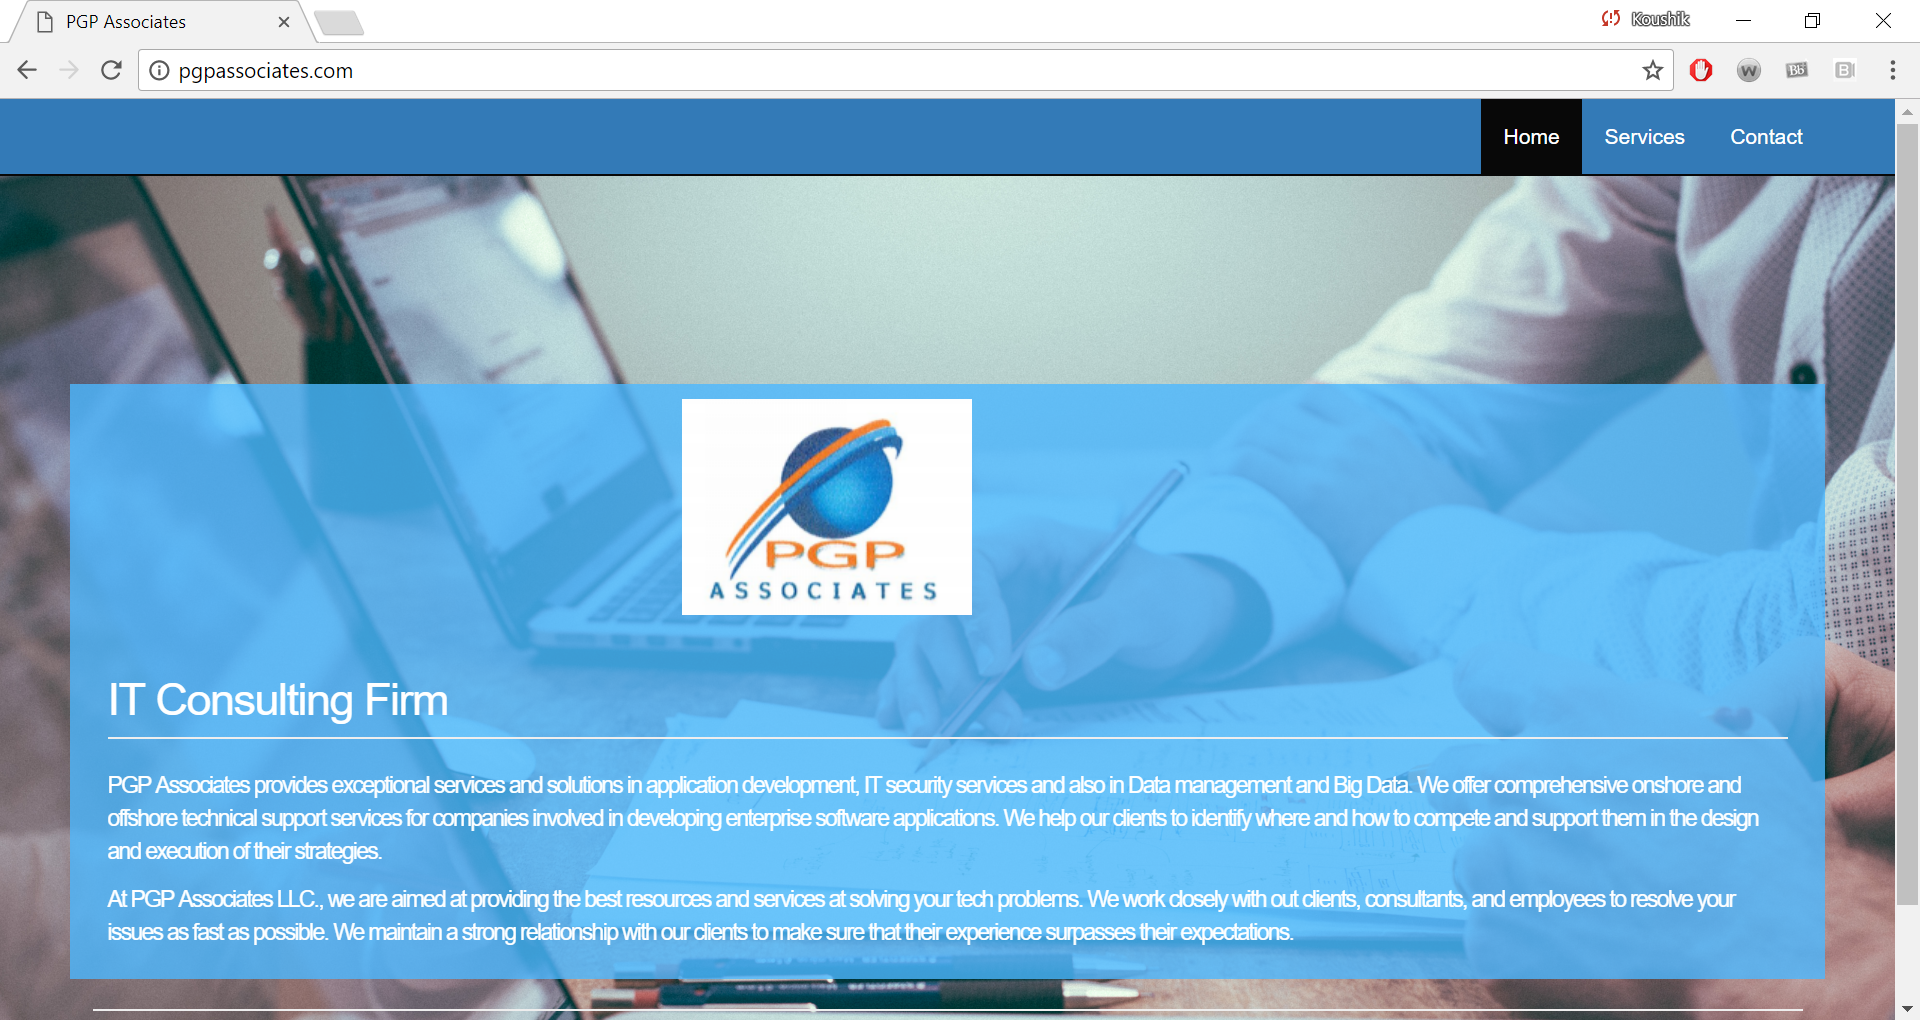 PGP Associates
Koushik
pgpassociates.com
W
Bb
B
Home
Services
Contact
PGP
ASSOCIATES
IT Consulting Firm
PGP Associates provides exceptional services and solutions in application development, IT security services and also in Data management and Big Data. We offer comprehensive onshore and
offshore technical support services for companies involved in developing enterprise software applications. We help our clients to identify where and how to compete and support them in the design
and execution of their strategies.
At PGP Associates LLC., we are aimed at providing the best resources and services at solving your tech problems. We work closely with out clients, consultants, and employees to resolve your
issues as fast as possible. We maintain a strong relationship with our clients to make sure that their experience surpasses their expectations.